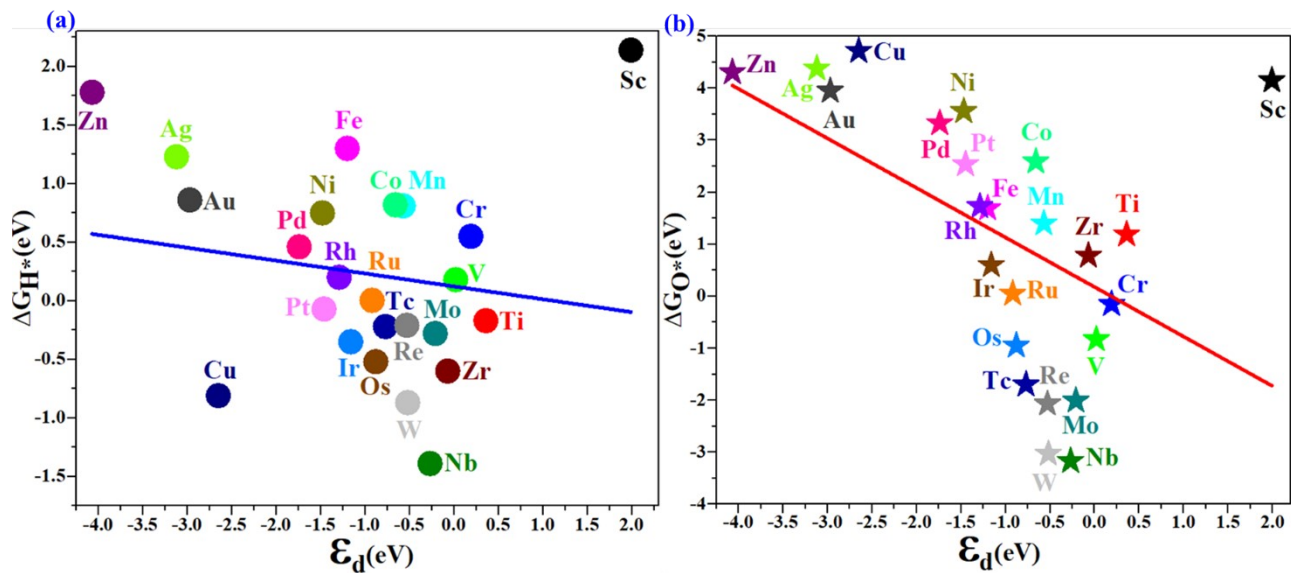 (a)
2.0
1.5
1.0
0.5
0.0
-0.5
-1.0
-1.5
ΔG_H*(eV)
Zn
Ag
Au
Fe
Sc
Ni
Co
Mn
Pd
Cr
Rh
Ru
V
Pt
Tc
Mo
Ti
Ir
Re
Cu
Os
Zr
W
Nb
-4.0 -3.5 -3.0 -2.5 -2.0 -1.5 -1.0 -0.5 0.0 0.5 1.0 1.5 2.0
Ɛd(eV)
(b)
5
4
3
2
1
0
-1
-2
-3
-4
ΔG_O*(eV)
Zn
Cu
Ag
Au
Ni
Sc
Pd
Pt
Co
Fe
Mn
Ti
Rh
Zr
Ir
Ru
Cr
Os
V
Tc
Re
Mo
W
Nb
-4.0 -3.5 -3.0 -2.5 -2.0 -1.5 -1.0 -0.5 0.0 0.5 1.0 1.5 2.0
Ɛd(eV)